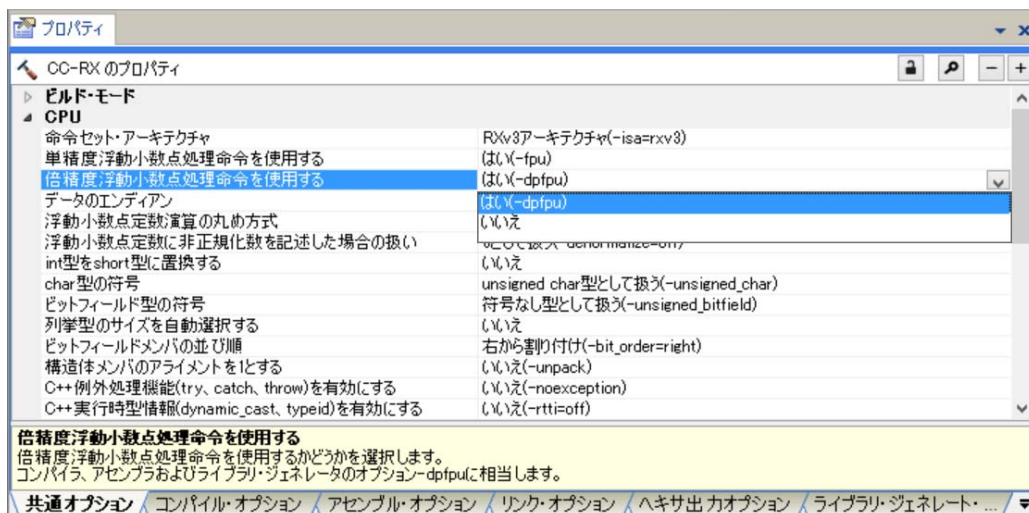 プロパティ
CC-RX のプロパティ
ビルド・モード
CPU
命令セット・アーキテクチャ RXv3アーキテクチャ(-isa=rxv3)
単精度浮動小数点処理命令を使用する はい(-fpu)
倍精度浮動小数点処理命令を使用する はい(-dpfpu)
データのエンディアン はい(-dpfpu)
浮動小数点定数演算の丸め方式 いいえ
浮動小数点定数に非正規化数を記述した場合の扱い
int型をshort型に置換する いいえ
char型の符号 unsigned char型として扱う(-unsigned_char)
ビットフィールド型の符号 符号なし型として扱う(-unsigned_bitfield)
列挙型のサイズを自動選択する いいえ
ビットフィールドメンバの並び順 右から割り付け(-bit_order=right)
構造体メンバのアライメントを1とする いいえ(-unpack)
C++例外処理機能(try、catch、throw)を有効にする いいえ(-noexception)
C++実行時型情報(dynamic_cast、typeid)を有効にする いいえ(-rtti=off)
倍精度浮動小数点処理命令を使用する
倍精度浮動小数点処理命令を使用するかどうかを選択します。
コンパイラ、アセンブラおよびライブラリ・ジェネレータのオプション-dpfpuに相当します。
共通オプション コンパイル・オプション アセンブル・オプション リンク・オプション ヘキサ出力オプション ライブラリ・ジェネレート・...